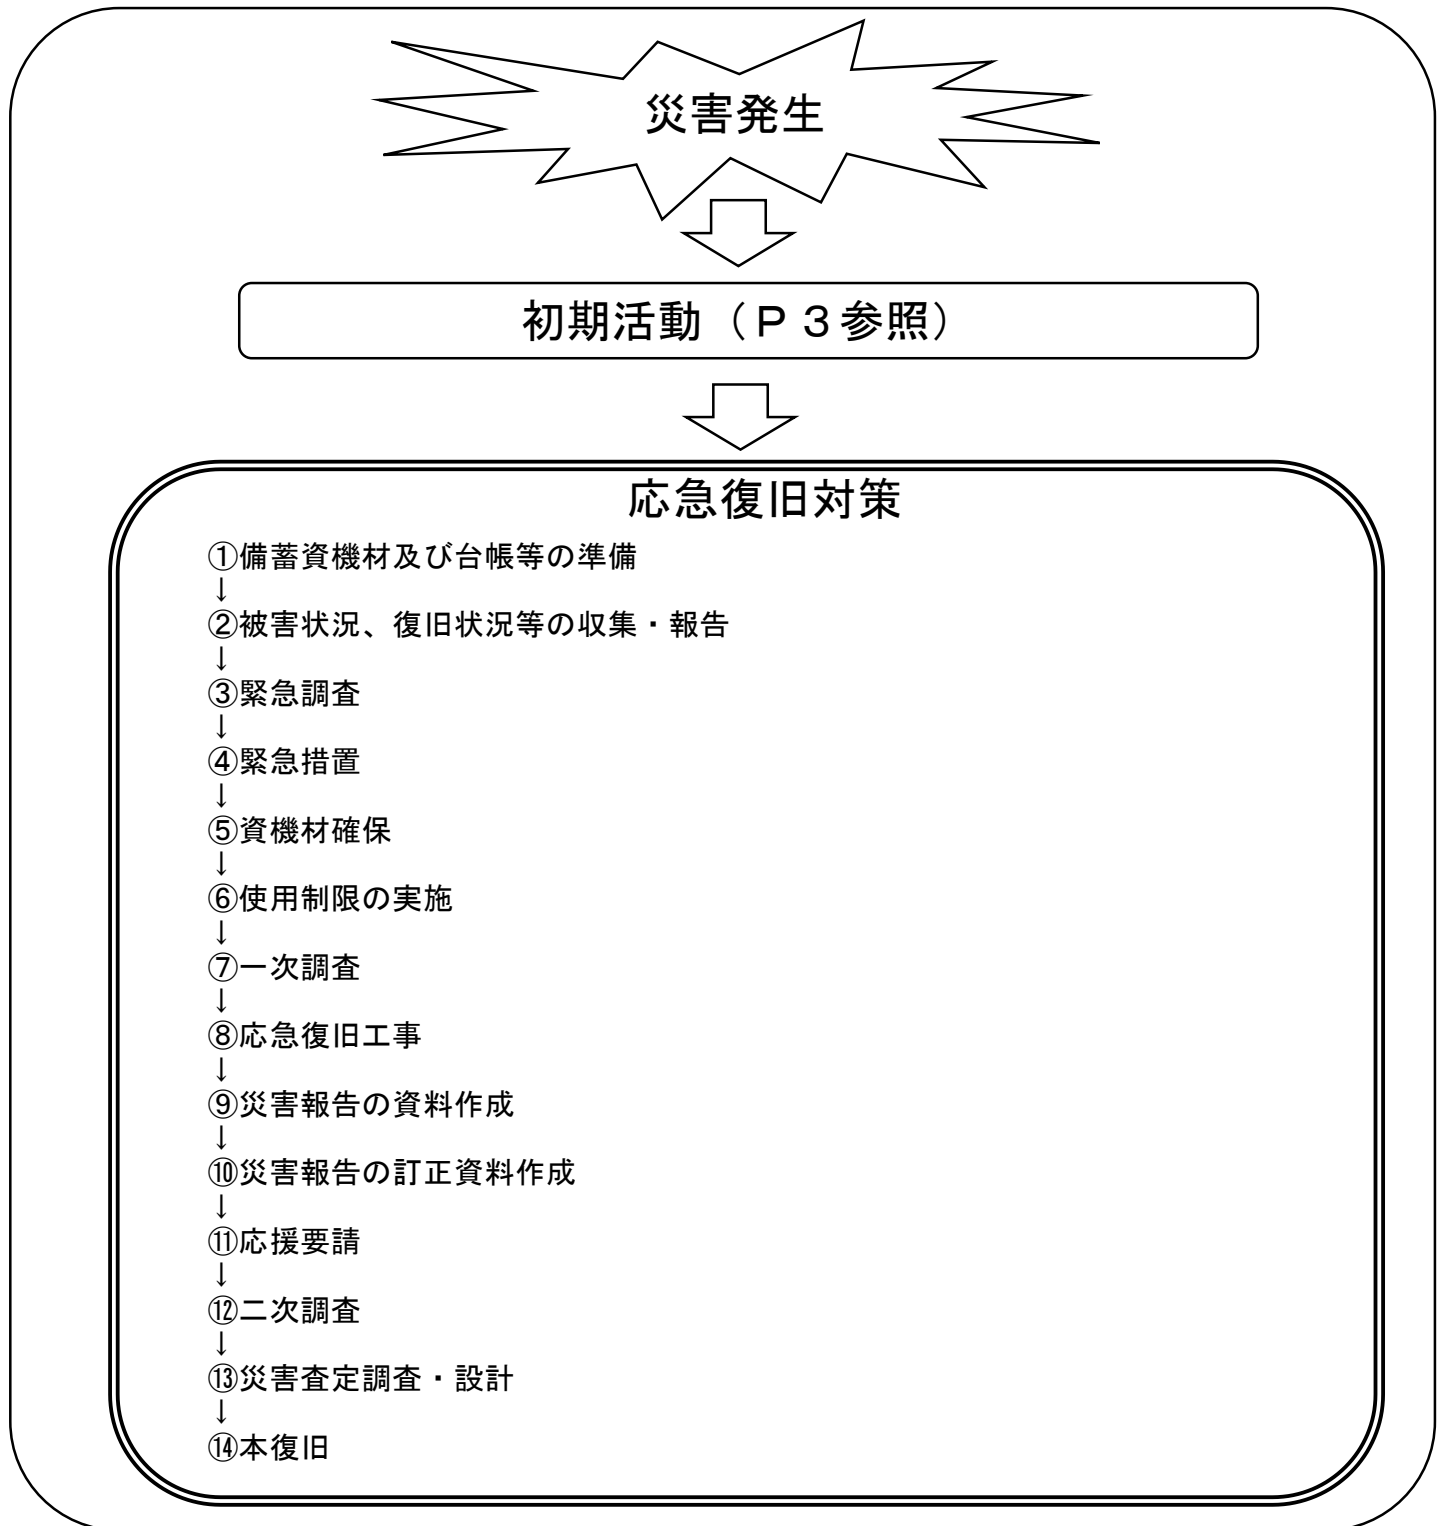 災害発生
初期活動（Ｐ３参照）
応急復旧対策
①備蓄資機材及び台帳等の準備
↓
②被害状況、復旧状況等の収集・報告
↓
③緊急調査
↓
④緊急措置
↓
⑤資機材確保
↓
⑥使用制限の実施
↓
⑦一次調査
↓
⑧応急復旧工事
↓
⑨災害報告の資料作成
↓
⑩災害報告の訂正資料作成
↓
⑪応援要請
↓
⑫二次調査
↓
⑬災害査定調査・設計
↓
⑭本復旧